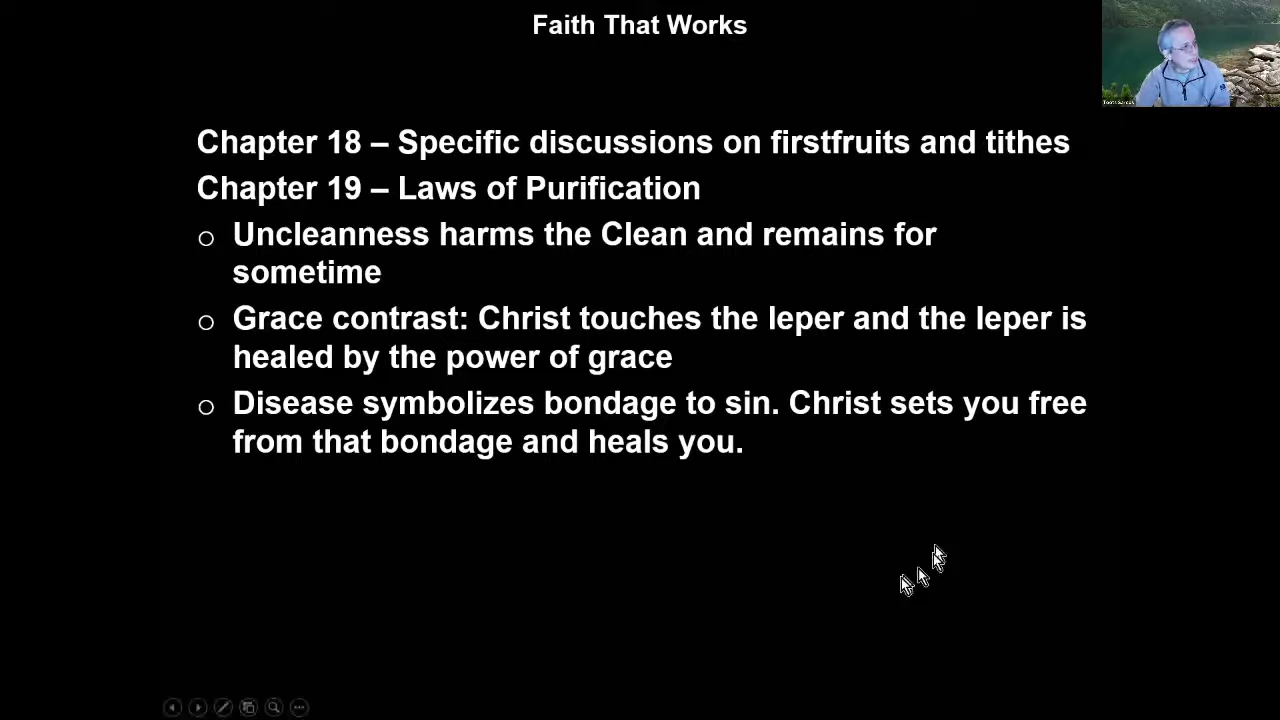 Faith That Works
Chapter 18 – Specific discussions on firstfruits and tithes
Chapter 19 – Laws of Purification
o Uncleanness harms the Clean and remains for
sometime
o Grace contrast: Christ touches the leper and the leper is
healed by the power of grace
o Disease symbolizes bondage to sin. Christ sets you free
from that bondage and heals you.